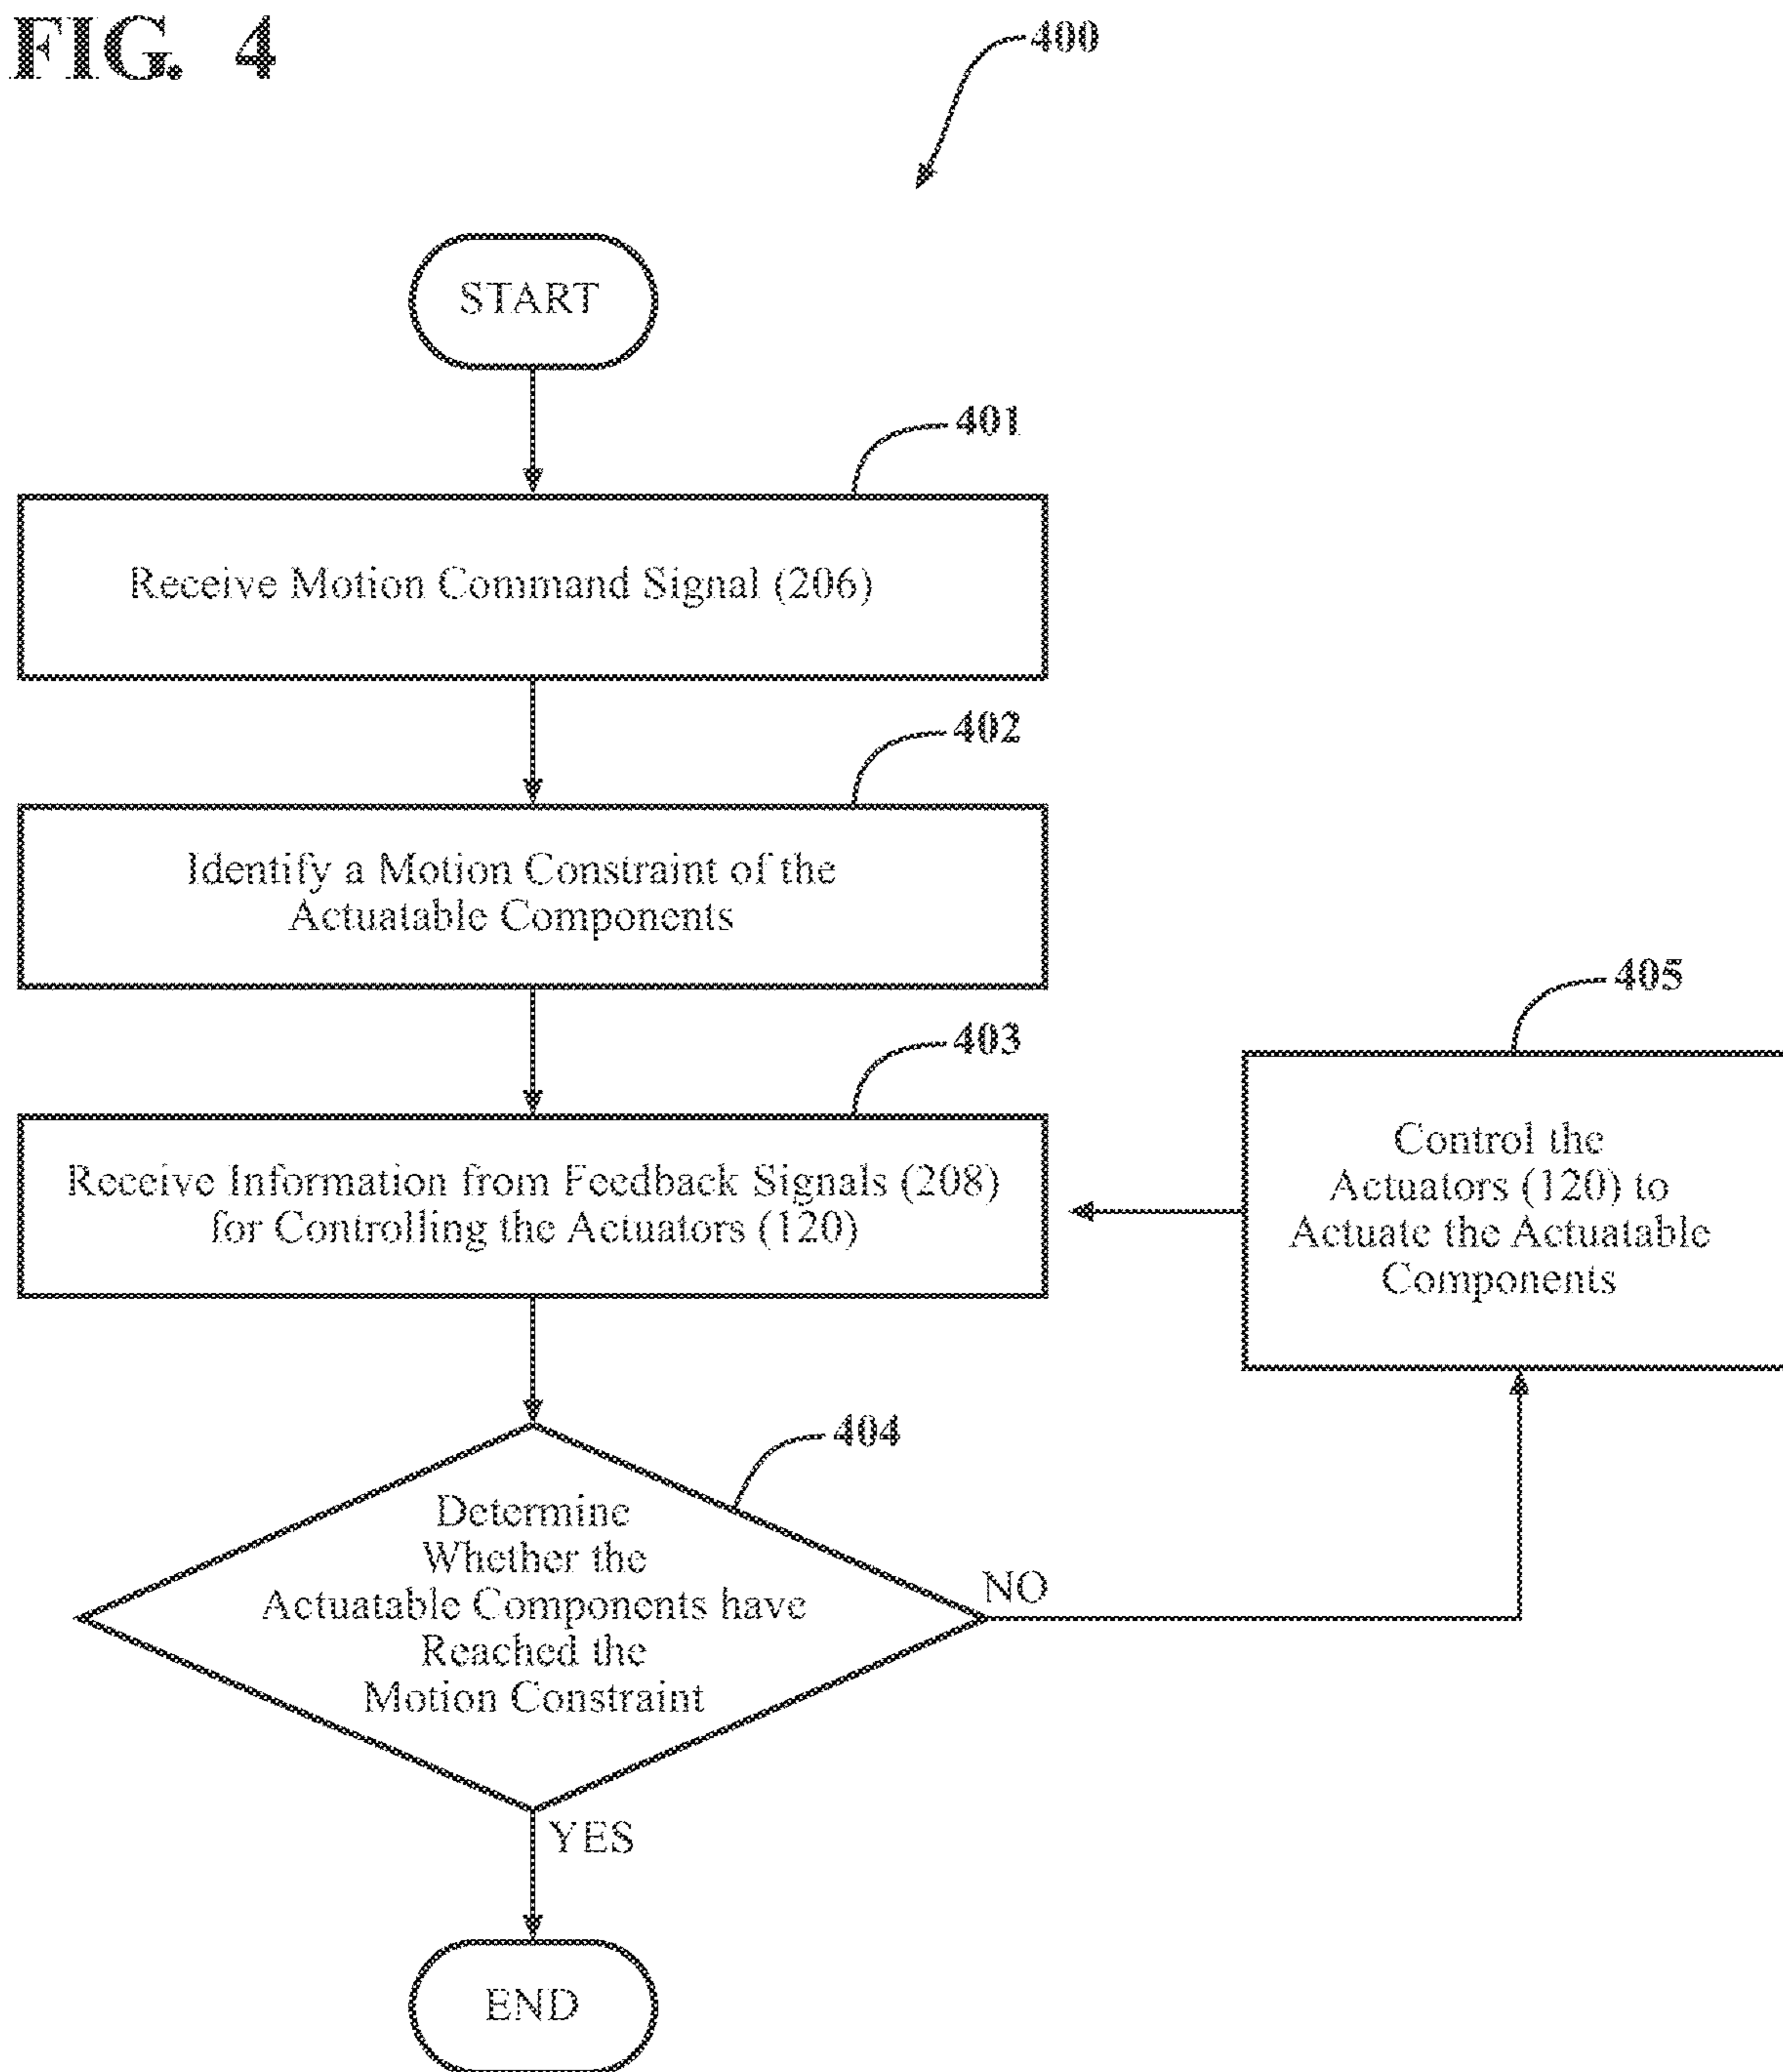 FIG. 4
400
START
401
Receive Motion Command Signal (206)
402
Identify a Motion Constraint of the
Actuatable Components
403
Receive Information from Feedback Signals (208)
for Controlling the Actuators (120)
405
Control the
Actuators (120) to
Actuate the Actuatable
Components
404
Determine
Whether the
Actuatable Components have
Reached the
Motion Constraint
NO
YES
END